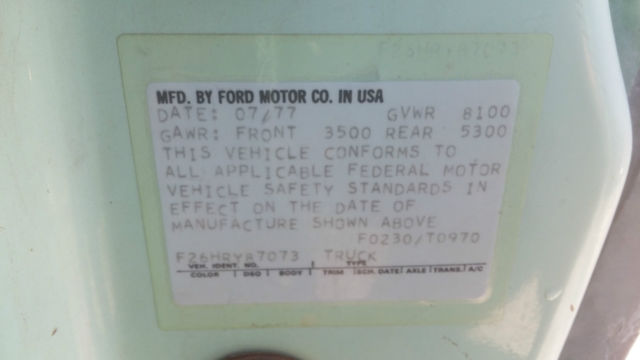 F26HRY87073
MFD. BY FORD MOTOR CO. IN USA
DATE: 07/77 GVWR 8100
GAWR: FRONT 3500 REAR 5300
THIS VEHICLE CONFORMS TO
ALL APPLICABLE FEDERAL MOTOR
VEHICLE SAFETY STANDARDS IN
EFFECT ON THE DATE OF
MANUFACTURE SHOWN ABOVE
F0230/T0970
F26HRY87073 TRUCK
VEH. IDENT. NO. TYPE
COLOR DSO BODY TRIM SCH. DATE AXLE TRANS. A/C